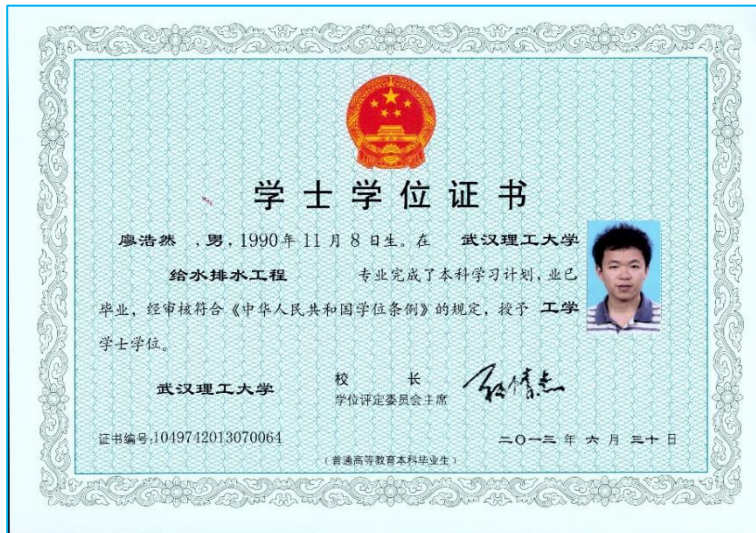 学士学位证书
廖浩然 ，男，1990年 11 月 8 日生。在 武汉理工大学
给水排水工程 专业完成了本科学习计划，业已
毕业，经审核符合《中华人民共和国学位条例》的规定，授予 工学
学士学位。
武汉理工大学
校 长
学位评定委员会主席
证书编号:1049742013070064
二〇一三 年 六 月 三十 日
（普通高等教育本科毕业生）